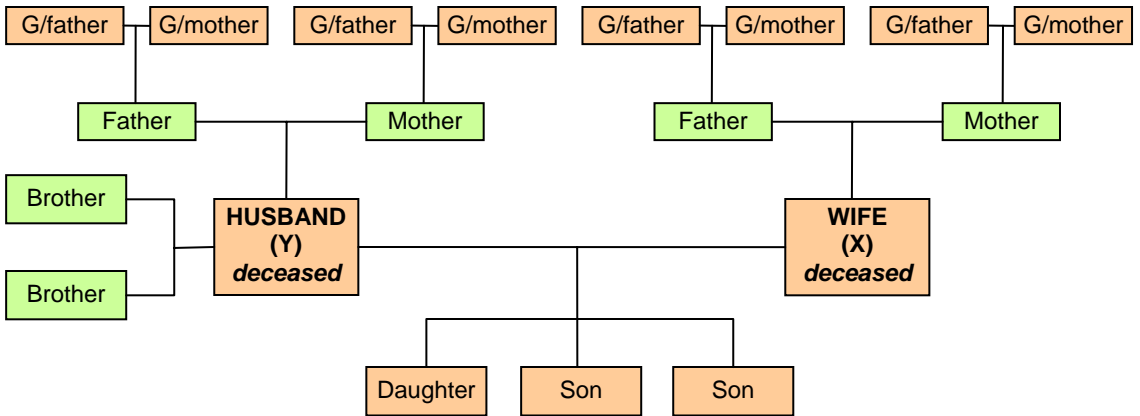 G/father
G/mother
G/father
G/mother
G/father
G/mother
G/father
G/mother
Father
Mother
Father
Mother
Brother
Brother
HUSBAND
(Y)
deceased
WIFE
(X)
deceased
Daughter
Son
Son